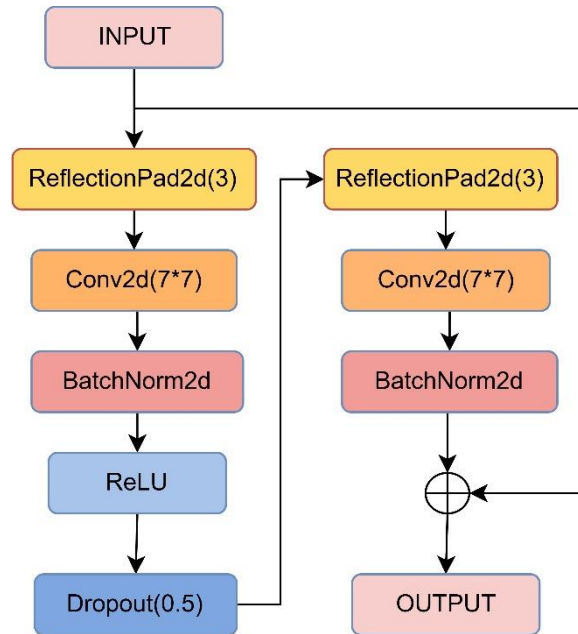 INPUT
ReflectionPad2d(3)
Conv2d(7*7)
BatchNorm2d
ReLU
Dropout(0.5)
ReflectionPad2d(3)
Conv2d(7*7)
BatchNorm2d
OUTPUT